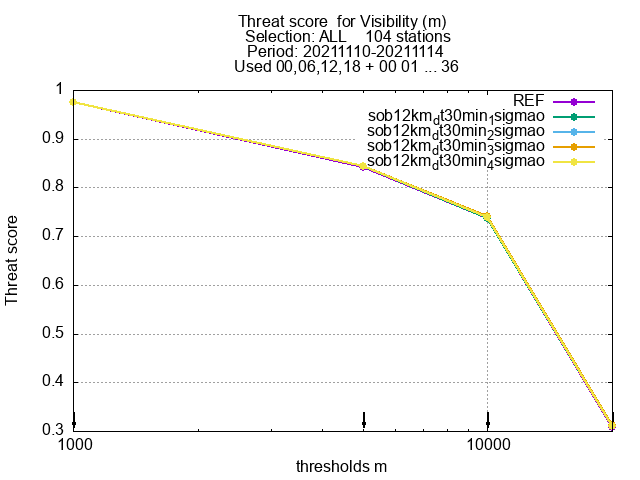 Threat score  for Visibility (m)
Selection: ALL    104 stations
Period: 20211110-20211114
Used 00,06,12,18 + 00 01 ... 36
REF
sob12km_dt30min_1sigmao
sob12km_dt30min_2sigmao
sob12km_dt30min_3sigmao
sob12km_dt30min_4sigmao
1
0.9
0.8
0.7
0.6
0.5
0.4
0.3
Threat score
1000
10000
thresholds m